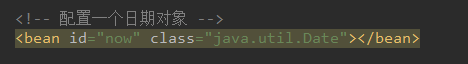 <!-- 配置一个日期对象 -->
<bean id="now" class="java.util.Date"></bean>